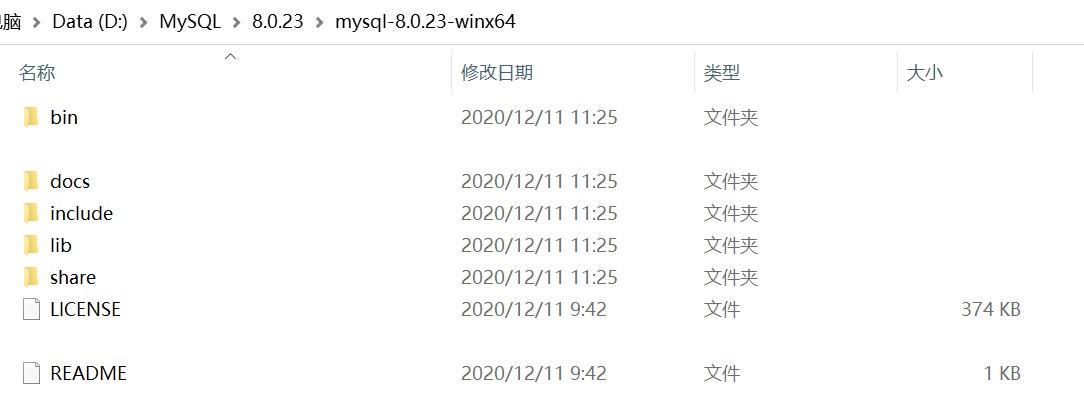 脑 > Data (D:) > MySQL > 8.0.23 > mysql-8.0.23-winx64
名称 修改日期 类型 大小
bin 2020/12/11 11:25 文件夹
docs 2020/12/11 11:25 文件夹
include 2020/12/11 11:25 文件夹
lib 2020/12/11 11:25 文件夹
share 2020/12/11 11:25 文件夹
LICENSE 2020/12/11 9:42 文件 374 KB
README 2020/12/11 9:42 文件 1 KB